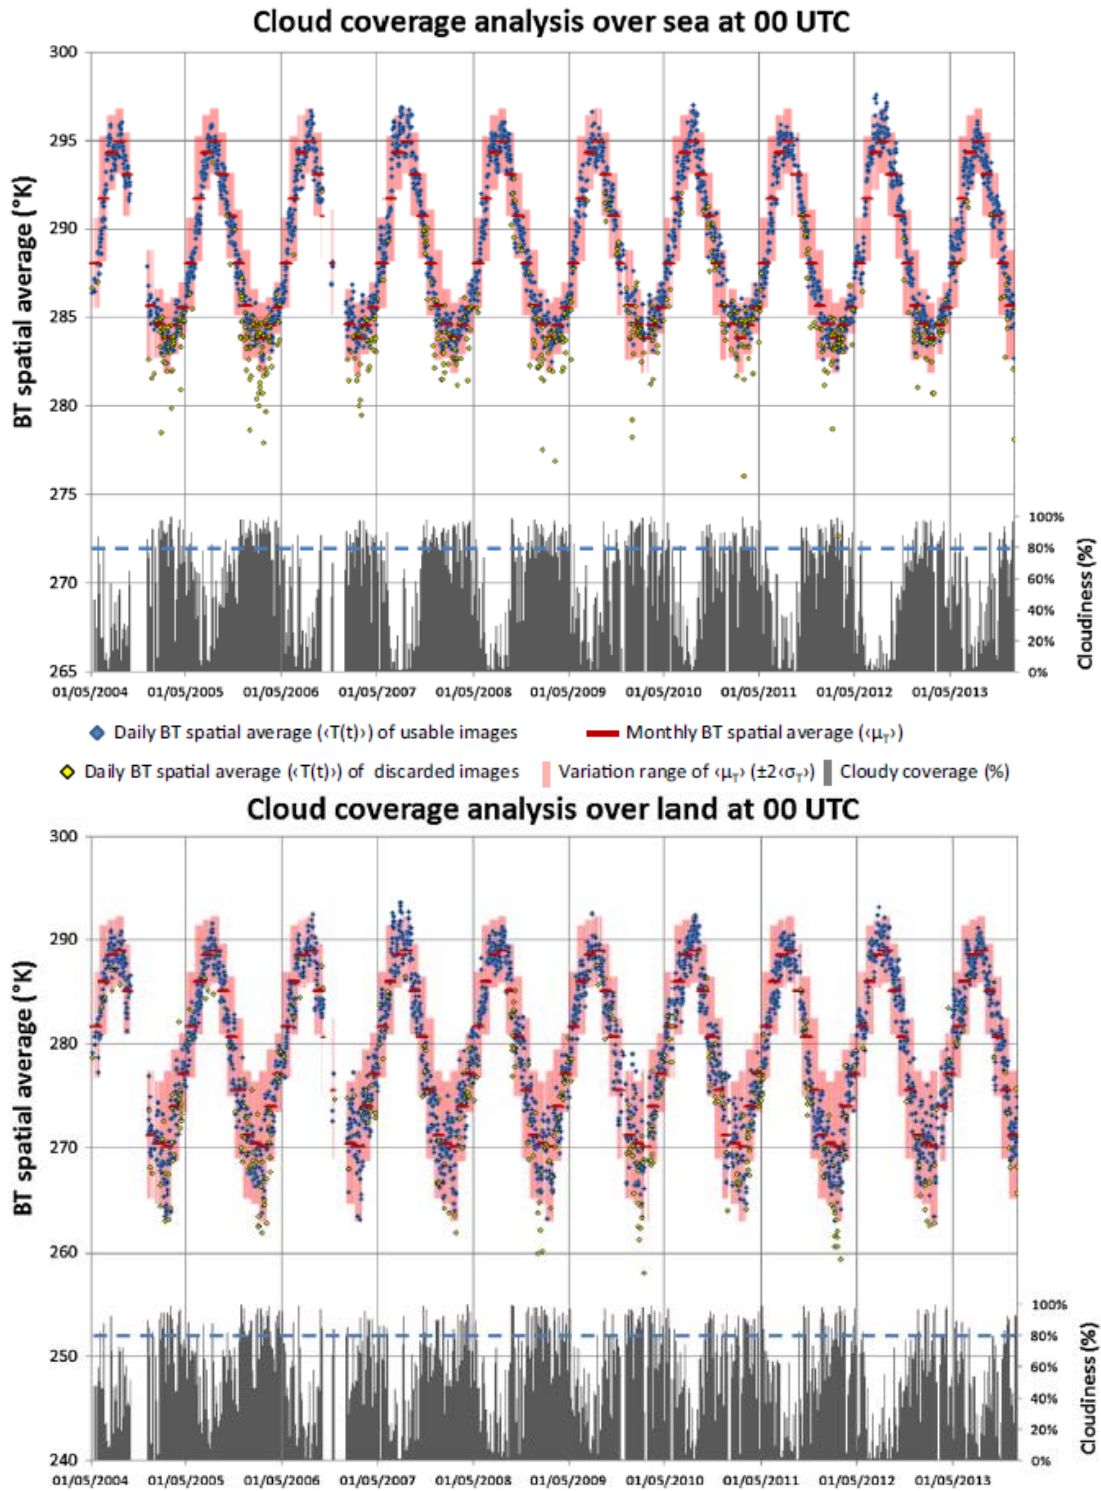 Cloud coverage analysis over sea at 00 UTC
BT spatial average (°K)
300
295
290
285
280
275
270
265
100%
80%
60%
40%
20%
0%
Cloudiness (%)
01/05/2004 01/05/2005 01/05/2006 01/05/2007 01/05/2008 01/05/2009 01/05/2010 01/05/2011 01/05/2012 01/05/2013
Daily BT spatial average (‹T(t)›) of usable images Monthly BT spatial average (‹μT›)
Daily BT spatial average (‹T(t)›) of discarded images Variation range of ‹μT› (±2‹σT›) Cloudy coverage (%)
Cloud coverage analysis over land at 00 UTC
BT spatial average (°K)
300
290
280
270
260
250
240
100%
80%
60%
40%
20%
0%
Cloudiness (%)
01/05/2004 01/05/2005 01/05/2006 01/05/2007 01/05/2008 01/05/2009 01/05/2010 01/05/2011 01/05/2012 01/05/2013